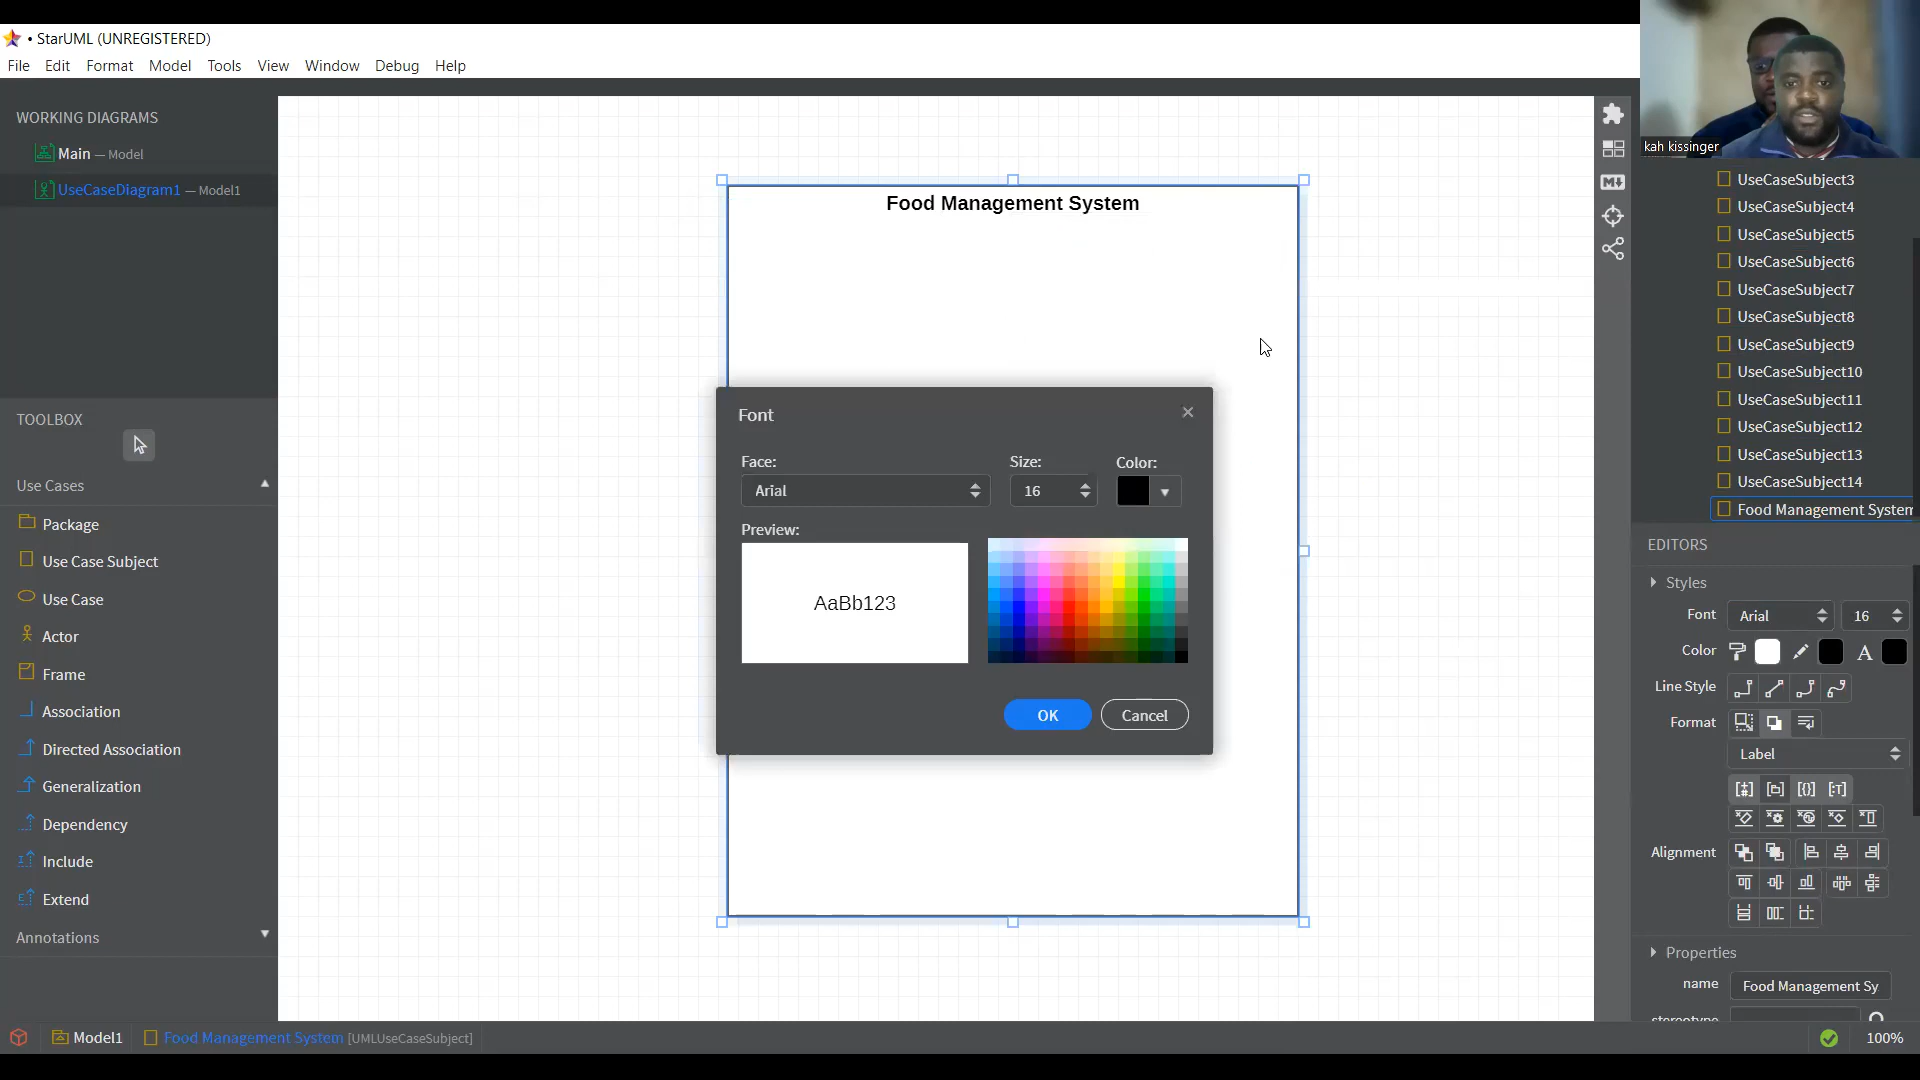 • StarUML (UNREGISTERED)
File Edit Format Model Tools View Window Debug Help
kah kissinger
WORKING DIAGRAMS
Main — Model
UseCaseDiagram1 — Model1
TOOLBOX
Use Cases
Package
Use Case Subject
Use Case
Actor
Frame
Association
Directed Association
Generalization
Dependency
Include
Extend
Annotations
Food Management System
Font
Face:
Size:
Color:
Arial
16
Preview:
AaBb123
OK
Cancel
UseCaseSubject3
UseCaseSubject4
UseCaseSubject5
UseCaseSubject6
UseCaseSubject7
UseCaseSubject8
UseCaseSubject9
UseCaseSubject10
UseCaseSubject11
UseCaseSubject12
UseCaseSubject13
UseCaseSubject14
Food Management System
EDITORS
Styles
Font Arial 16
Color A
Line Style
Format
Label
Alignment
Properties
name Food Management Sy
stereotype
Model1 Food Management System [UMLUseCaseSubject]
100%